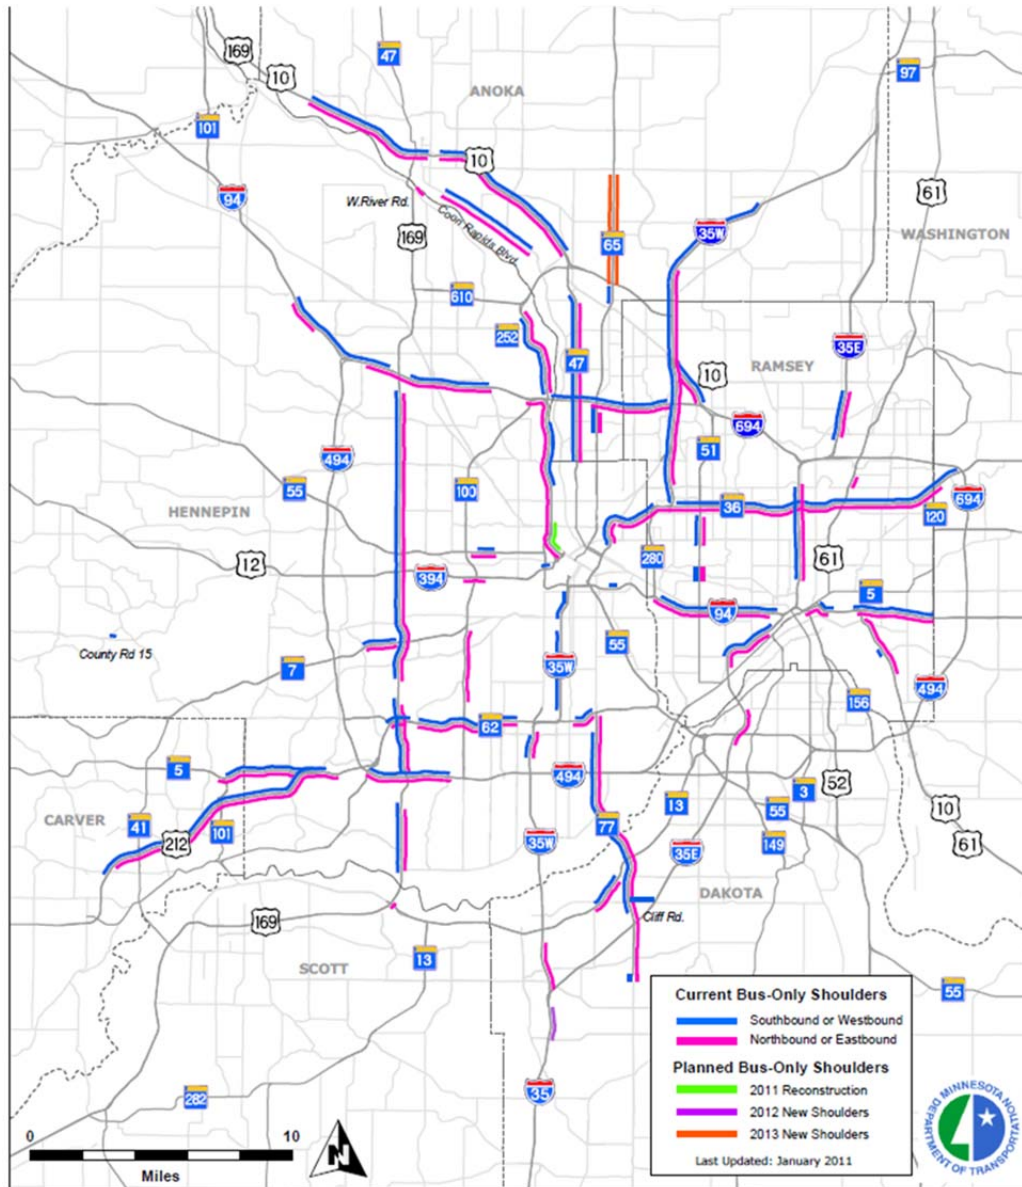 169
47
97
10
ANOKA
101
10
94
W.River Rd.
61
169
Coon Rapids Blvd
65
35W
WASHINGTON
610
252
47
35E
RAMSEY
10
694
51
494
55
100
HENNEPIN
36
694
120
12
394
280
61
5
94
County Rd 15
7
35W
55
494
156
62
5
494
13
3
52
55
CARVER
41
101
212
35W
77
35E
149
10
61
DAKOTA
169
Cliff Rd.
SCOTT
13
55
282
35
Current Bus-Only Shoulders
Southbound or Westbound
Northbound or Eastbound
Planned Bus-Only Shoulders
2011 Reconstruction
2012 New Shoulders
2013 New Shoulders
Last Updated: January 2011
0 10
Miles
N
MINNESOTA
DEPARTMENT OF TRANSPORTATION